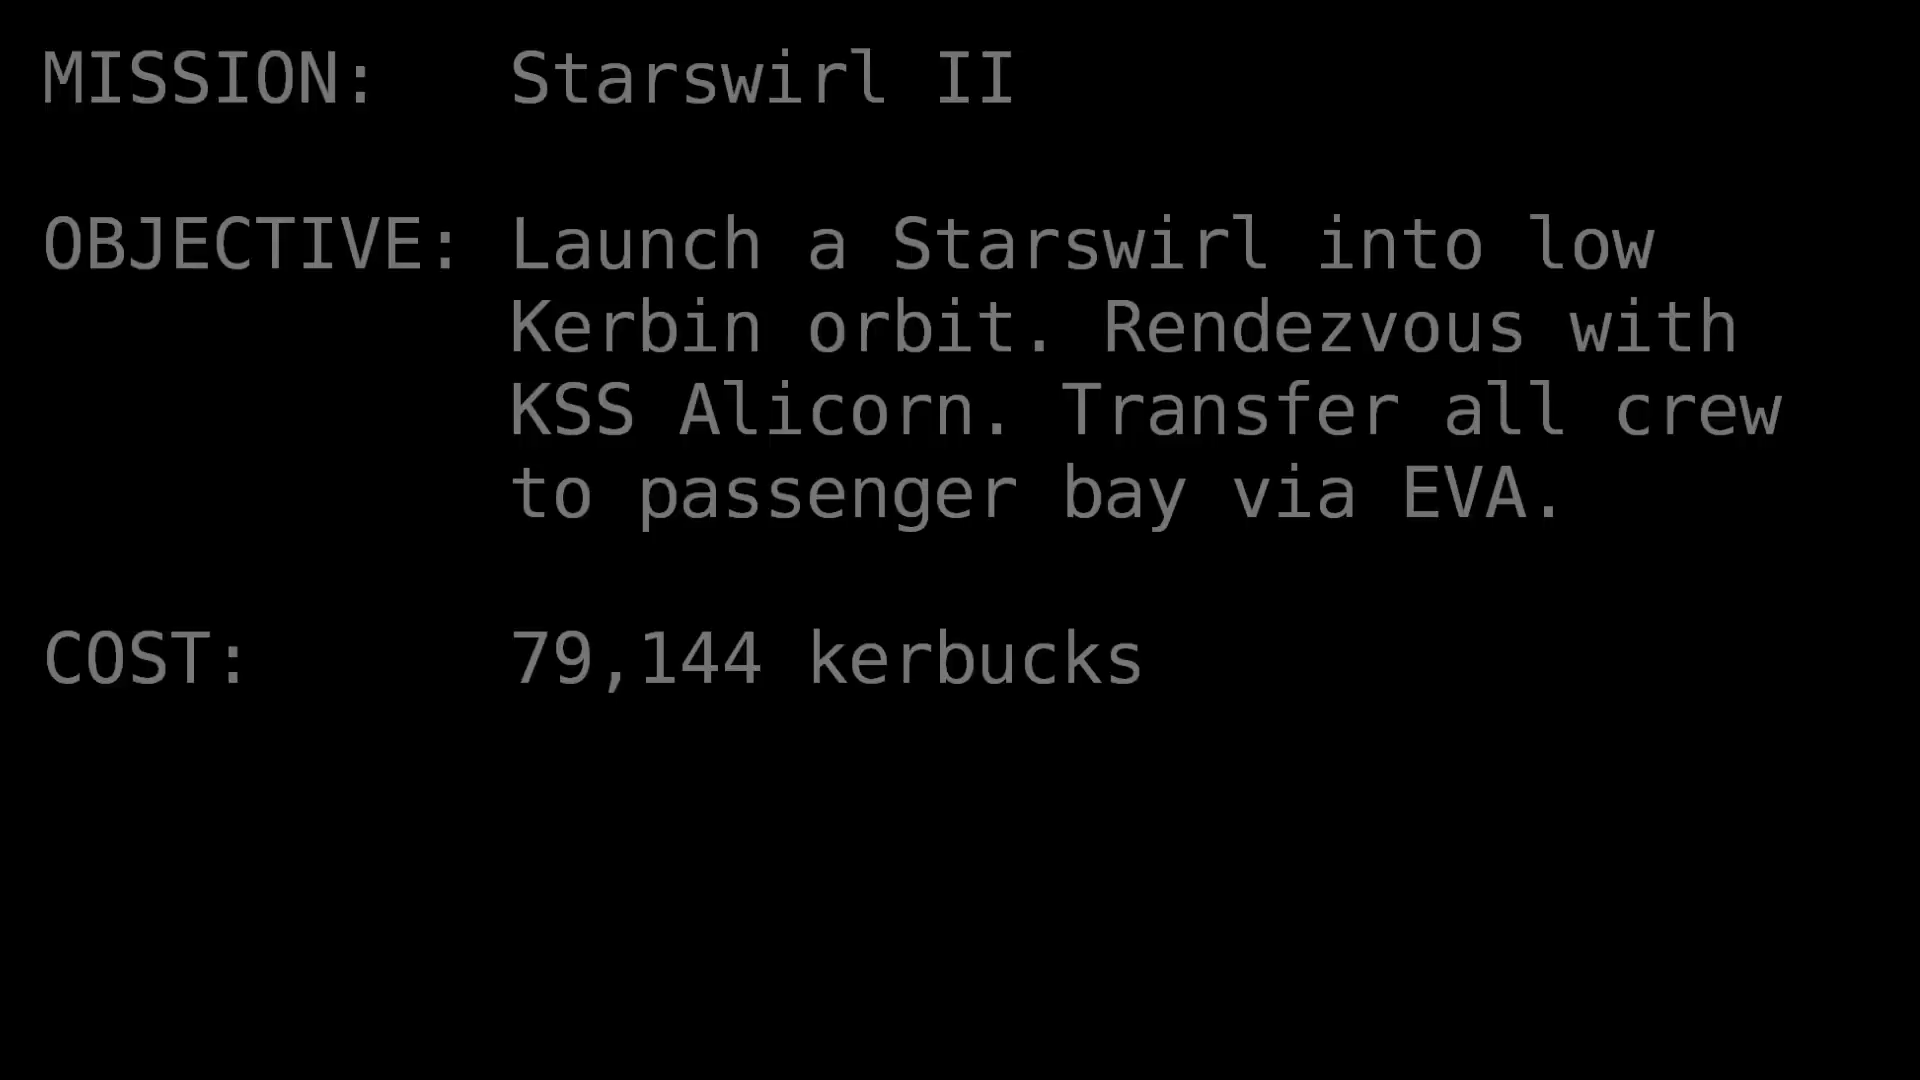 MISSION: Starswirl II
OBJECTIVE: Launch a Starswirl into low
Kerbin orbit. Rendezvous with
KSS Alicorn. Transfer all crew
to passenger bay via EVA.
COST: 79,144 kerbucks